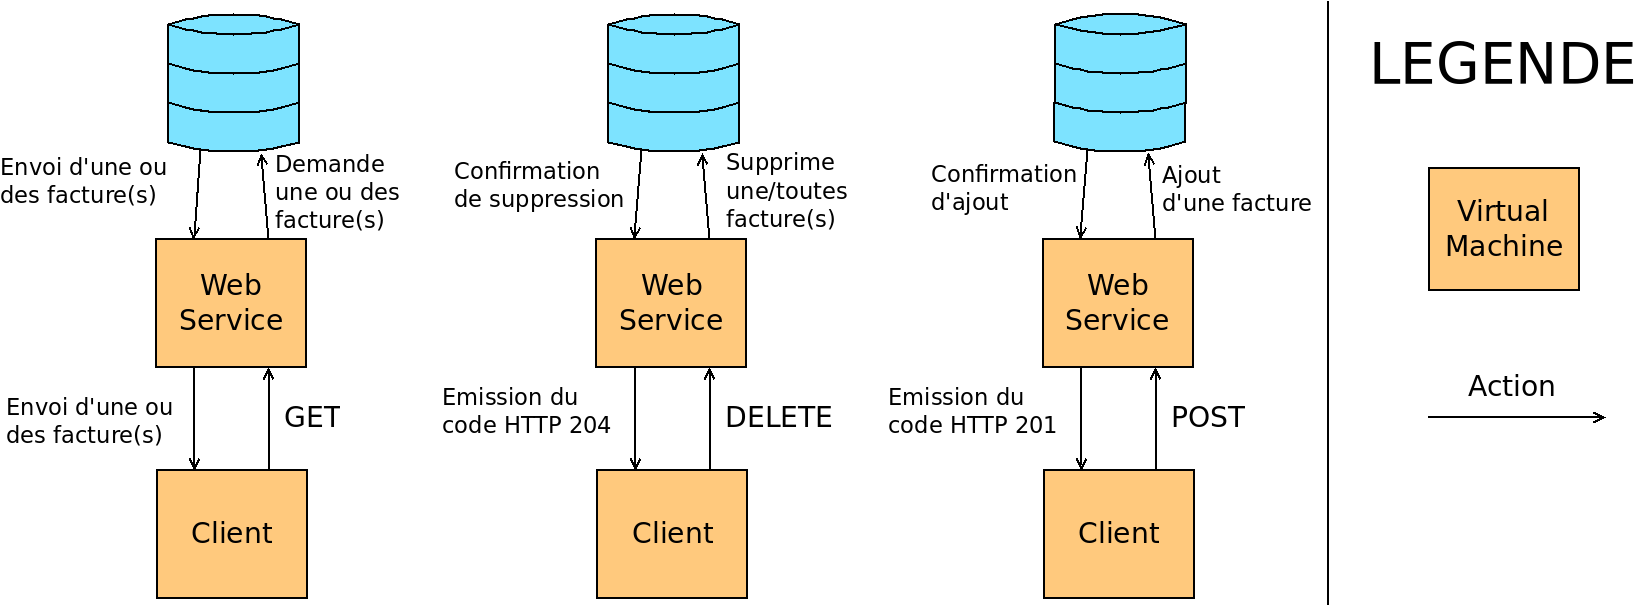 Envoi d'une ou
des facture(s)
Demande
une ou des
facture(s)
Web
Service
Envoi d'une ou
des facture(s)
GET
Client
Confirmation
de suppression
Supprime
une/toutes
facture(s)
Web
Service
Emission du
code HTTP 204
DELETE
Client
Confirmation
d'ajout
Ajout
d'une facture
Web
Service
Emission du
code HTTP 201
POST
Client
LEGENDE
Virtual
Machine
Action